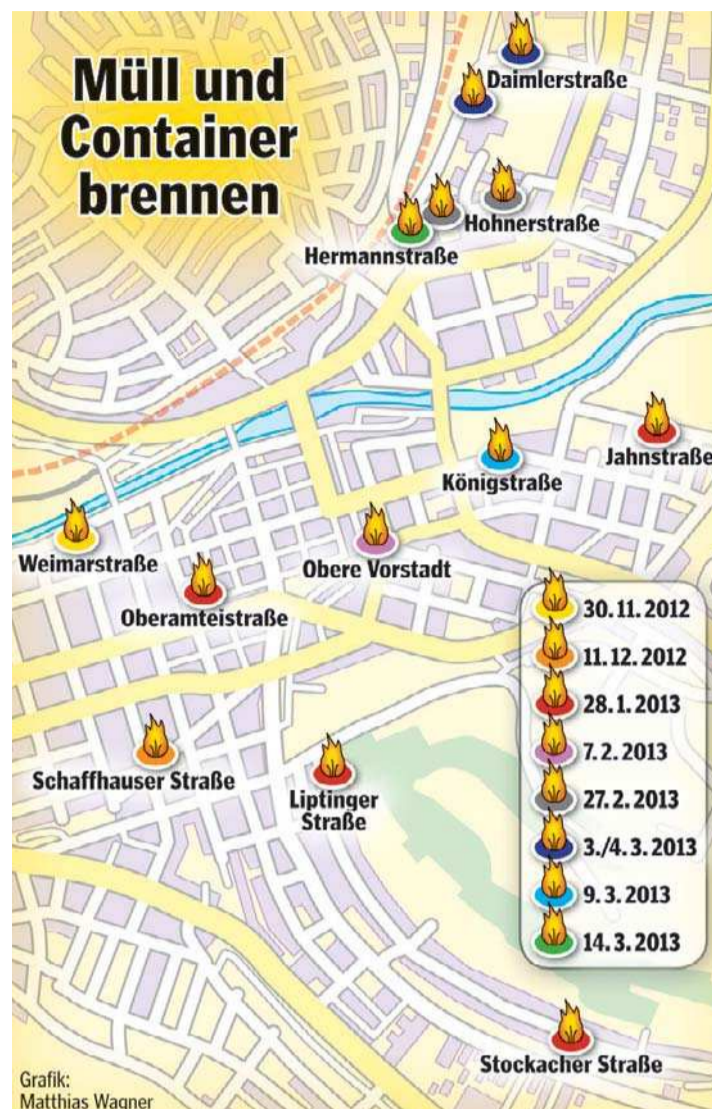 Müll und
Container
brennen
Daimlerstraße
Hohnerstraße
Hermannstraße
Jahnstraße
Königstraße
Weimarstraße
Obere Vorstadt
Oberamteistraße
30.11.2012
11.12.2012
28.1.2013
7.2.2013
27.2.2013
3./4.3.2013
9.3.2013
14.3.2013
Schaffhauser Straße
Liptinger
Straße
Stockacher Straße
Grafik:
Matthias Wagner